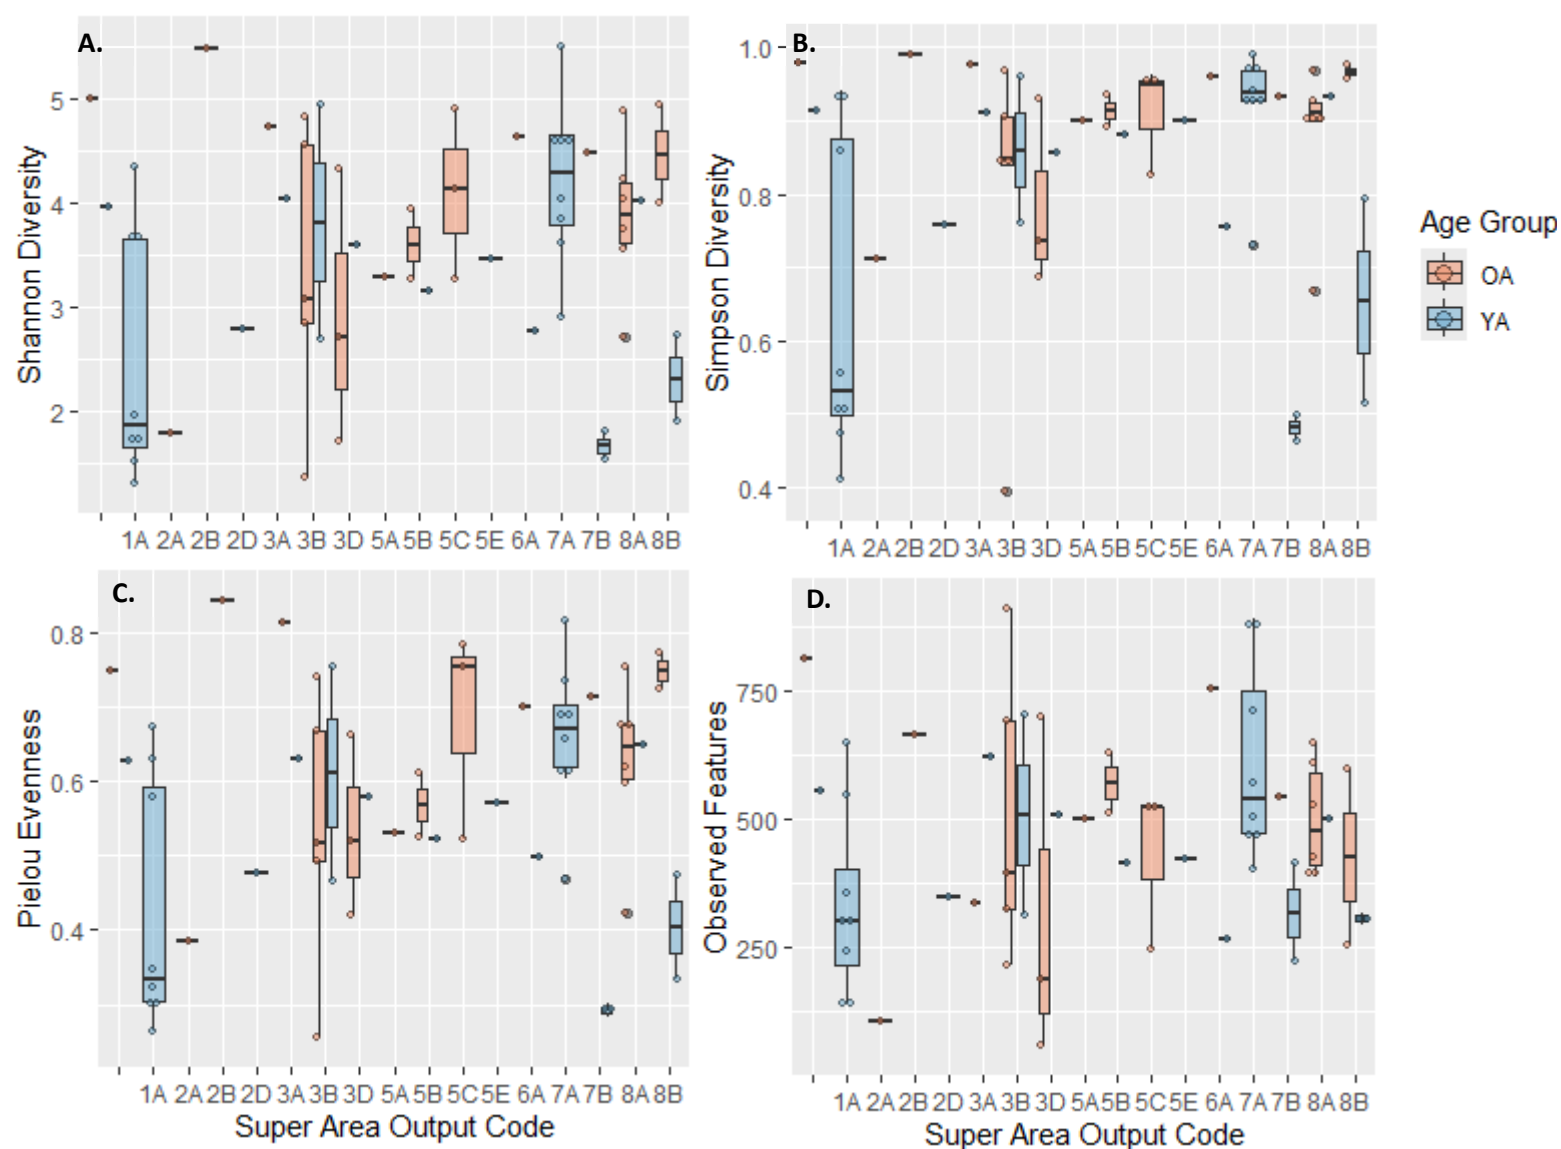 A.
Shannon Diversity
5
4
3
2
1A 2A 2B 2D 3A 3B 3D 5A 5B 5C 5E 6A 7A 7B 8A 8B
B.
Simpson Diversity
1.0
0.8
0.6
0.4
1A 2A 2B 2D 3A 3B 3D 5A 5B 5C 5E 6A 7A 7B 8A 8B
Age Group
OA
YA
C.
Pielou Evenness
0.8
0.6
0.4
1A 2A 2B 2D 3A 3B 3D 5A 5B 5C 5E 6A 7A 7B 8A 8B
Super Area Output Code
D.
Observed Features
750
500
250
1A 2A 2B 2D 3A 3B 3D 5A 5B 5C 5E 6A 7A 7B 8A 8B
Super Area Output Code